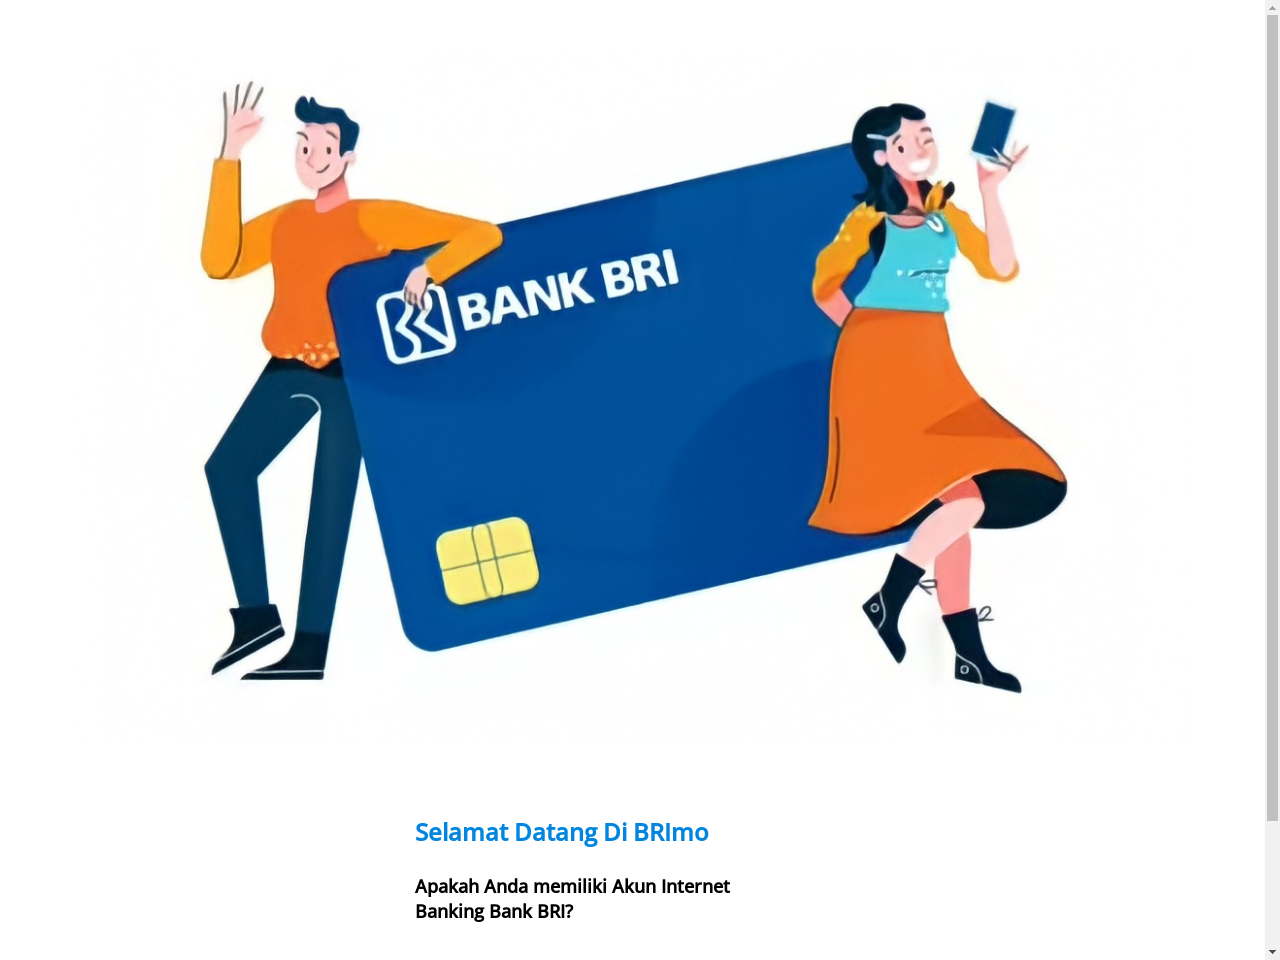 BANK BRI
Selamat Datang Di BRImo
Apakah Anda memiliki Akun Internet
Banking Bank BRI?